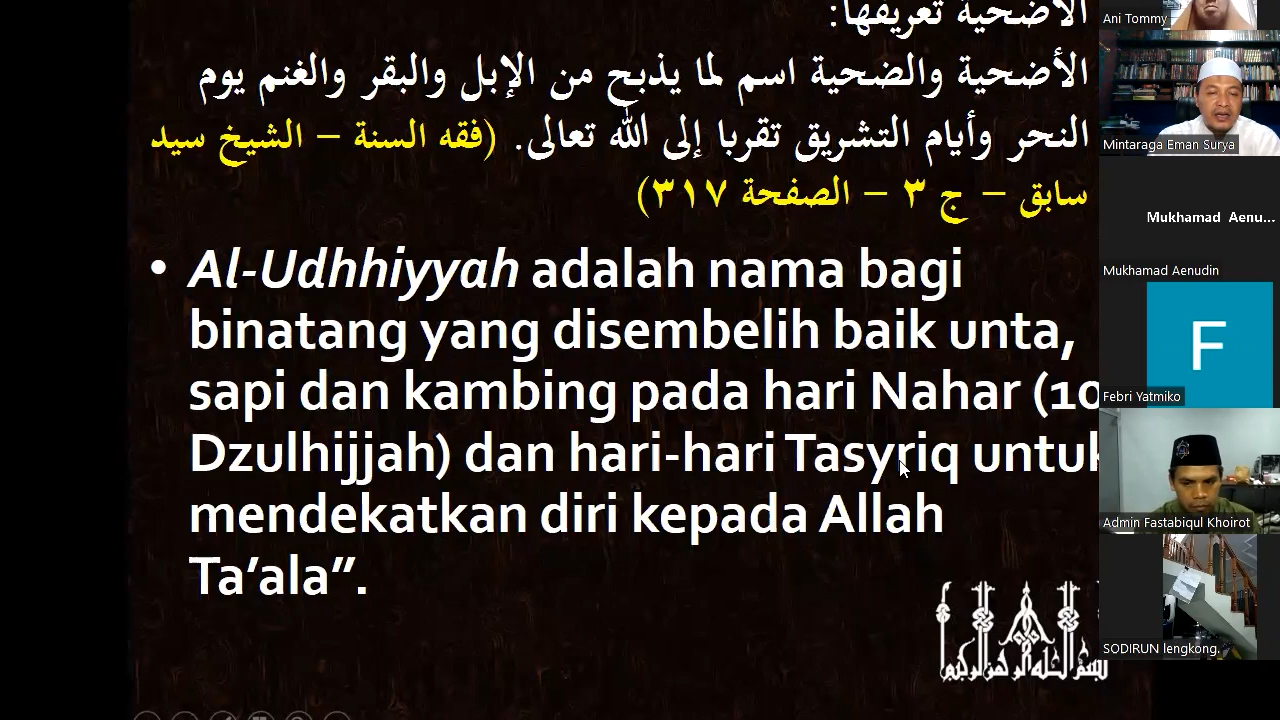 الأضحية تعريفها:
الأضحية والضحية اسم لما يذبح من الإبل والبقر والغنم يوم
النحر وأيام التشريق تقربا إلى الله تعالى. (فقه السنة – الشيخ سيد
سابق – ج ٣ – الصفحة ٣١٧)
• Al-Udhhiyyah adalah nama bagi
binatang yang disembelih baik unta,
sapi dan kambing pada hari Nahar (10
Dzulhijjah) dan hari-hari Tasyriq untuk
mendekatkan diri kepada Allah
Ta’ala”.
Ani Tommy
Mintaraga Eman Surya
Mukhamad Aenu...
Mukhamad Aenudin
F
Febri Yatmiko
Admin Fastabiqul Khoirot
SODIRUN lengkong.